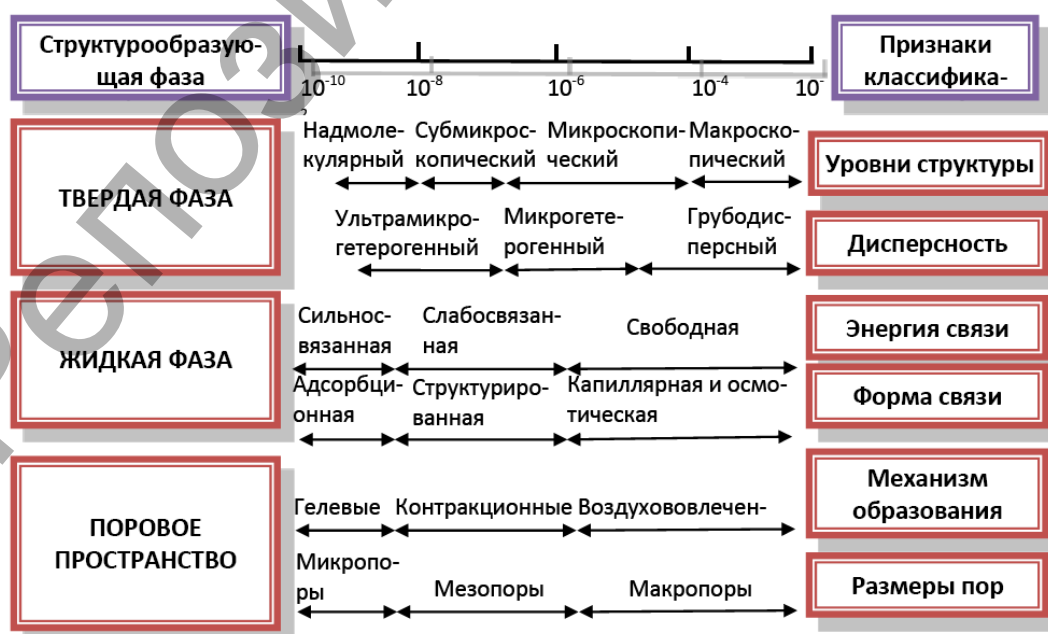 Структурообразую-
щая фаза
Признаки
классифика-
10-10
10-8
10-6
10-4
10-
ТВЕРДАЯ ФАЗА
Надмоле-
кулярный
Субмикрос-
копический
Микроскопи-
ческий
Макроско-
пический
Уровни структуры
Ультрамикро-
гетерогенный
Микрогете-
рогенный
Грубодис-
персный
Дисперсность
ЖИДКАЯ ФАЗА
Сильнос-
вязанная
Слабосвязан-
ная
Свободная
Энергия связи
Адсорбци-
онная
Структуриро-
ванная
Капиллярная и осмо-
тическая
Форма связи
ПОРОВОЕ
ПРОСТРАНСТВО
Гелевые
Контракционные
Воздухововлечен-
Механизм
образования
Микропо-
ры
Мезопоры
Макропоры
Размеры пор
Репози